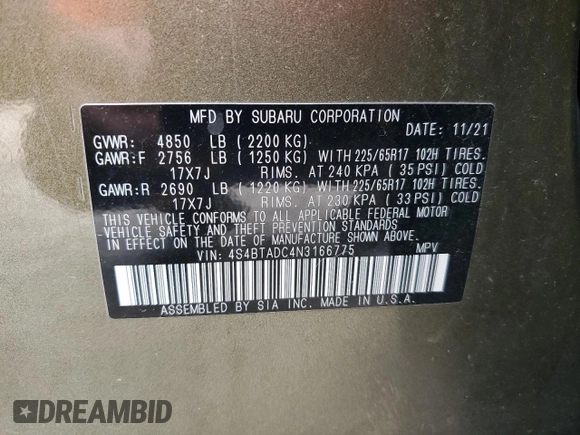 MFD BY SUBARU CORPORATION
DATE: 11/21
GVWR: 4850 LB (2200 KG)
GAWR:F 2756 LB (1250 KG) WITH 225/65R17 102H TIRES.
17X7J RIMS. AT 240 KPA (35 PSI) COLD
GAWR:R 2690 LB (1220 KG) WITH 225/65R17 102H TIRES.
17X7J RIMS. AT 230 KPA (33 PSI) COLD
THIS VEHICLE CONFORMS TO ALL APPLICABLE FEDERAL MOTOR
VEHICLE SAFETY AND THEFT PREVENTION STANDARDS
IN EFFECT ON THE DATE OF MANUFACTURE SHOWN ABOVE.
VIN: 4S4BTADC4N3166775 MPV
ASSEMBLED BY SIA INC. MADE IN U.S.A.
DREAMBID